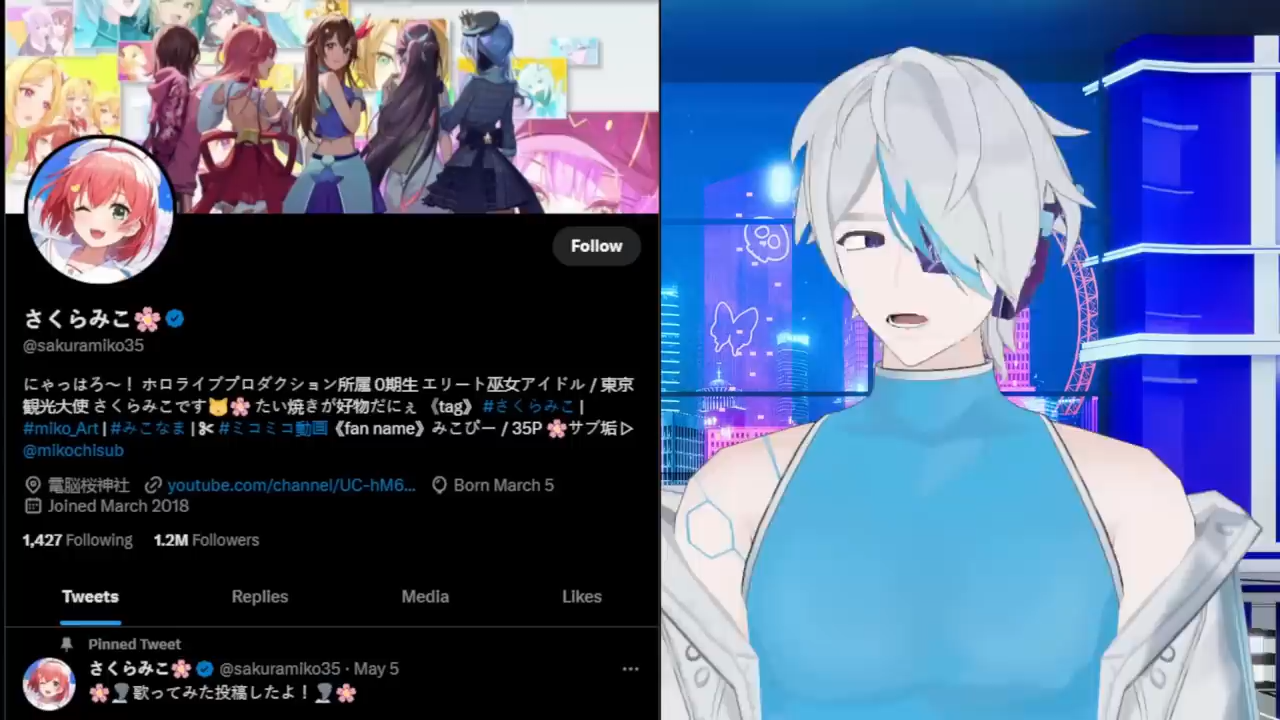 Follow
さくらみこ🌸
@sakuramiko35
にゃっはろ～！ ホロライブプロダクション所属 0期生 エリート巫女アイドル / 東京
観光大使 さくらみこです🐱🌸 たい焼きが好物だにぇ 《tag》 #さくらみこ |
#miko_Art | #みこなま | ✂ #ミコミコ動画《fan name》みこぴー / 35P 🌸サブ垢▷
@mikochisub
電脳桜神社 youtube.com/channel/UC-hM6... Born March 5
Joined March 2018
1,427 Following 1.2M Followers
Tweets Replies Media Likes
Pinned Tweet
さくらみこ🌸 @sakuramiko35 · May 5
🌸👤歌ってみた投稿したよ！👤🌸